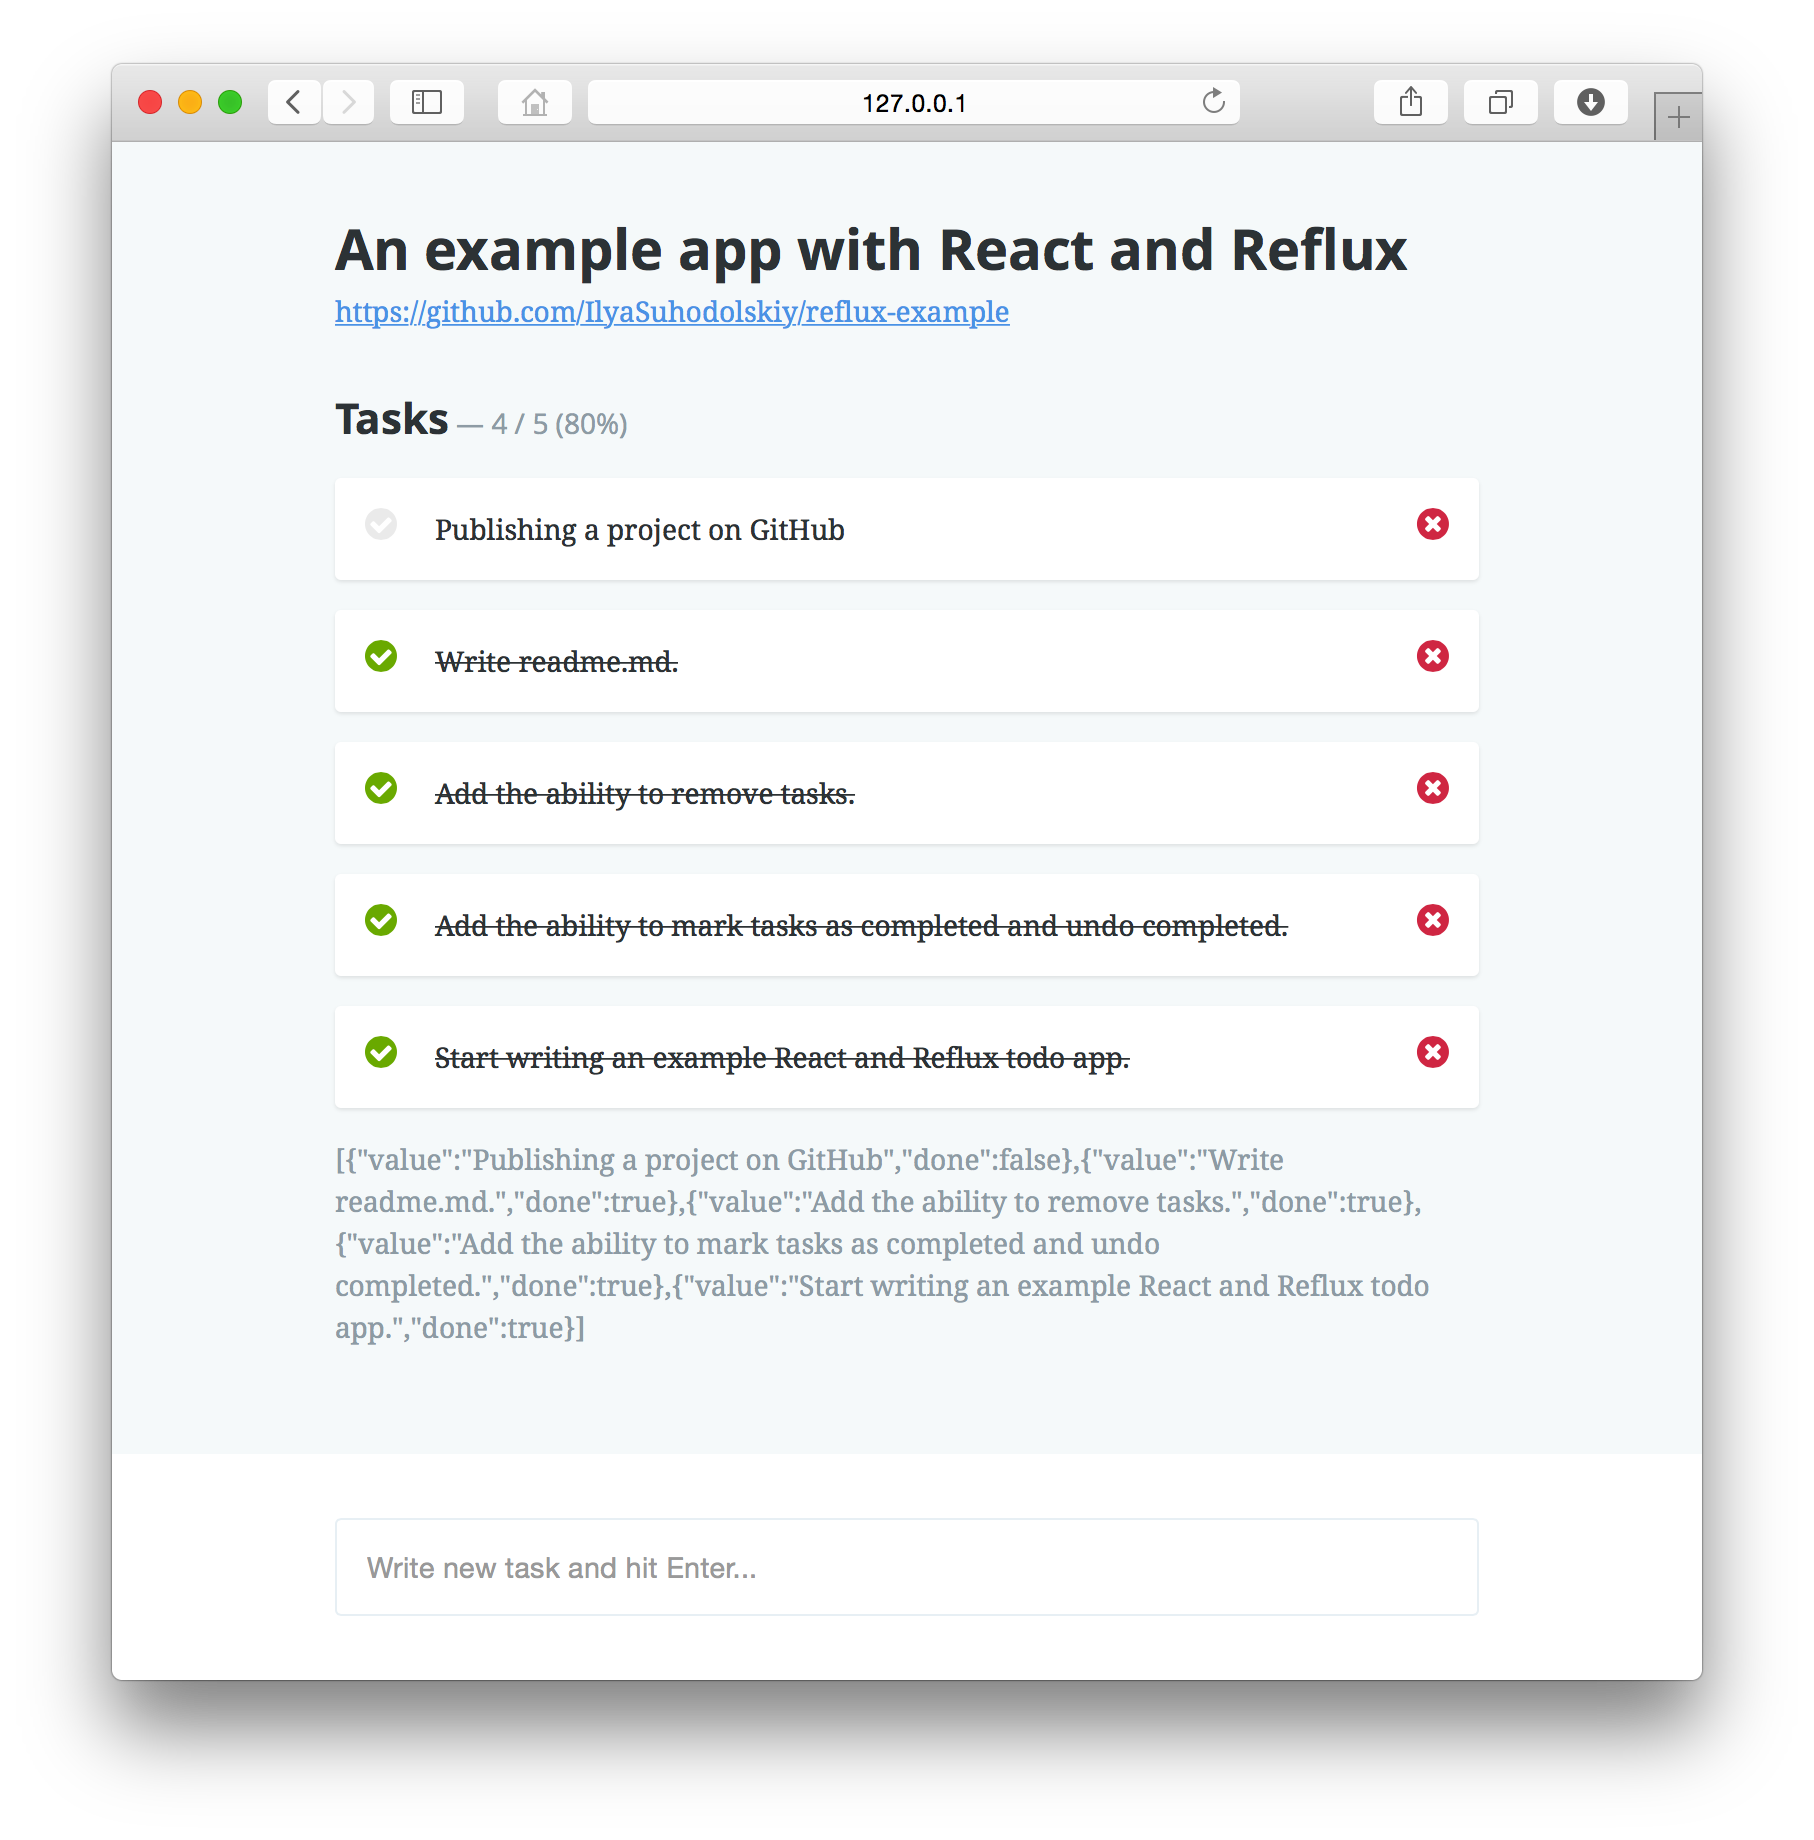 127.0.0.1
An example app with React and Reflux
https://github.com/IlyaSuhodolskiy/reflux-example
Tasks — 4 / 5 (80%)
Publishing a project on GitHub
Write readme.md.
Add the ability to remove tasks.
Add the ability to mark tasks as completed and undo completed.
Start writing an example React and Reflux todo app.
[{"value":"Publishing a project on GitHub","done":false},{"value":"Write
readme.md.","done":true},{"value":"Add the ability to remove tasks.","done":true},
{"value":"Add the ability to mark tasks as completed and undo
completed.","done":true},{"value":"Start writing an example React and Reflux todo
app.","done":true}]
Write new task and hit Enter...